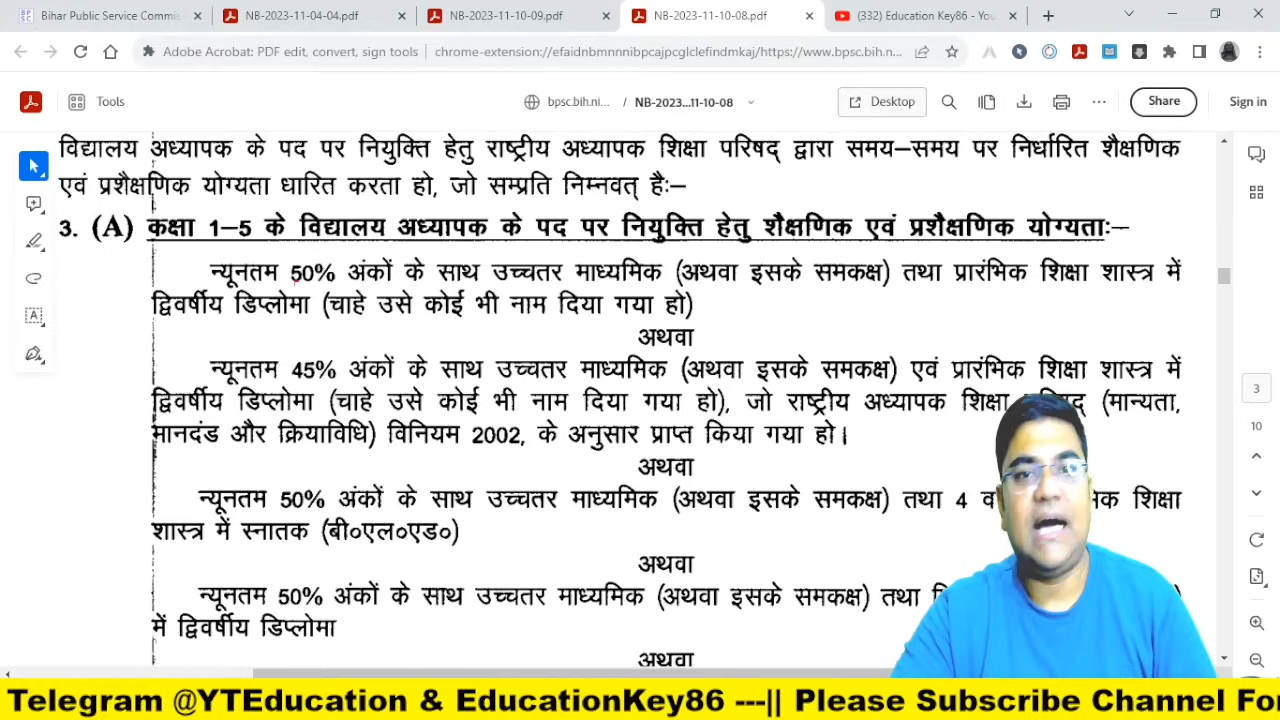 Bihar Public Service Commis
NB-2023-11-04-04.pdf
NB-2023-11-10-09.pdf
NB-2023-11-10-08.pdf
(332) Education Key86 - You
Adobe Acrobat: PDF edit, convert, sign tools
chrome-extension://efaidnbmnnnibpcajpcglclefindmkaj/https://www.bpsc.bih.ni...
Tools
bpsc.bih.ni... / NB-2023...11-10-08
Desktop
Share
Sign in
विद्यालय अध्यापक के पद पर नियुक्ति हेतु राष्ट्रीय अध्यापक शिक्षा परिषद् द्वारा समय–समय पर निर्धारित शैक्षणिक
एवं प्रशैक्षणिक योग्यता धारित करता हो, जो सम्प्रति निम्नवत् हैः–
3. (A) कक्षा 1–5 के विद्यालय अध्यापक के पद पर नियुक्ति हेतु शैक्षणिक एवं प्रशैक्षणिक योग्यताः–
न्यूनतम 50% अंकों के साथ उच्चतर माध्यमिक (अथवा इसके समकक्ष) तथा प्रारंभिक शिक्षा शास्त्र में
द्विवर्षीय डिप्लोमा (चाहे उसे कोई भी नाम दिया गया हो)
अथवा
न्यूनतम 45% अंकों के साथ उच्चतर माध्यमिक (अथवा इसके समकक्ष) एवं प्रारंभिक शिक्षा शास्त्र में
द्विवर्षीय डिप्लोमा (चाहे उसे कोई भी नाम दिया गया हो), जो राष्ट्रीय अध्यापक शिक्षा (मान्यता,
मानदंड और क्रियाविधि) विनियम 2002, के अनुसार प्राप्त किया गया हो।
अथवा
न्यूनतम 50% अंकों के साथ उच्चतर माध्यमिक (अथवा इसके समकक्ष) तथा 4 शिक्षा
शास्त्र में स्नातक (बी०एल०एड०)
अथवा
न्यूनतम 50% अंकों के साथ उच्चतर माध्यमिक (अथवा इसके समकक्ष) तथा
में द्विवर्षीय डिप्लोमा
अथवा
3
10
Telegram @YTEducation & EducationKey86 ---|| Please Subscribe Channel For